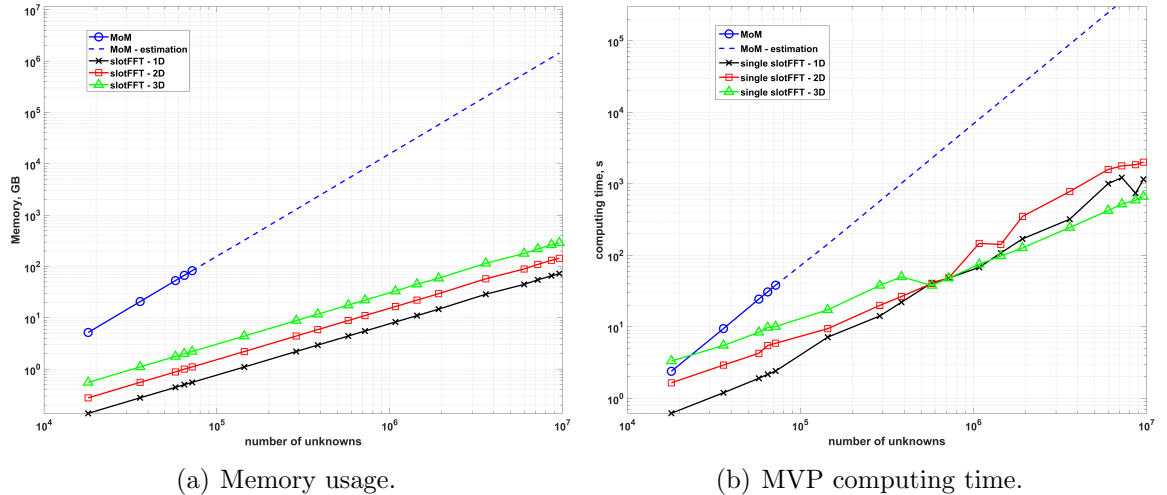 10^7
10^6
10^5
10^4
10^3
10^2
10^1
10^0
Memory, GB
MoM
MoM - estimation
slotFFT - 1D
slotFFT - 2D
slotFFT - 3D
10^4
10^5
10^6
10^7
number of unknowns
(a) Memory usage.
10^5
10^4
10^3
10^2
10^1
10^0
computing time, s
MoM
MoM - estimation
single slotFFT - 1D
single slotFFT - 2D
single slotFFT - 3D
10^4
10^5
10^6
10^7
number of unknowns
(b) MVP computing time.